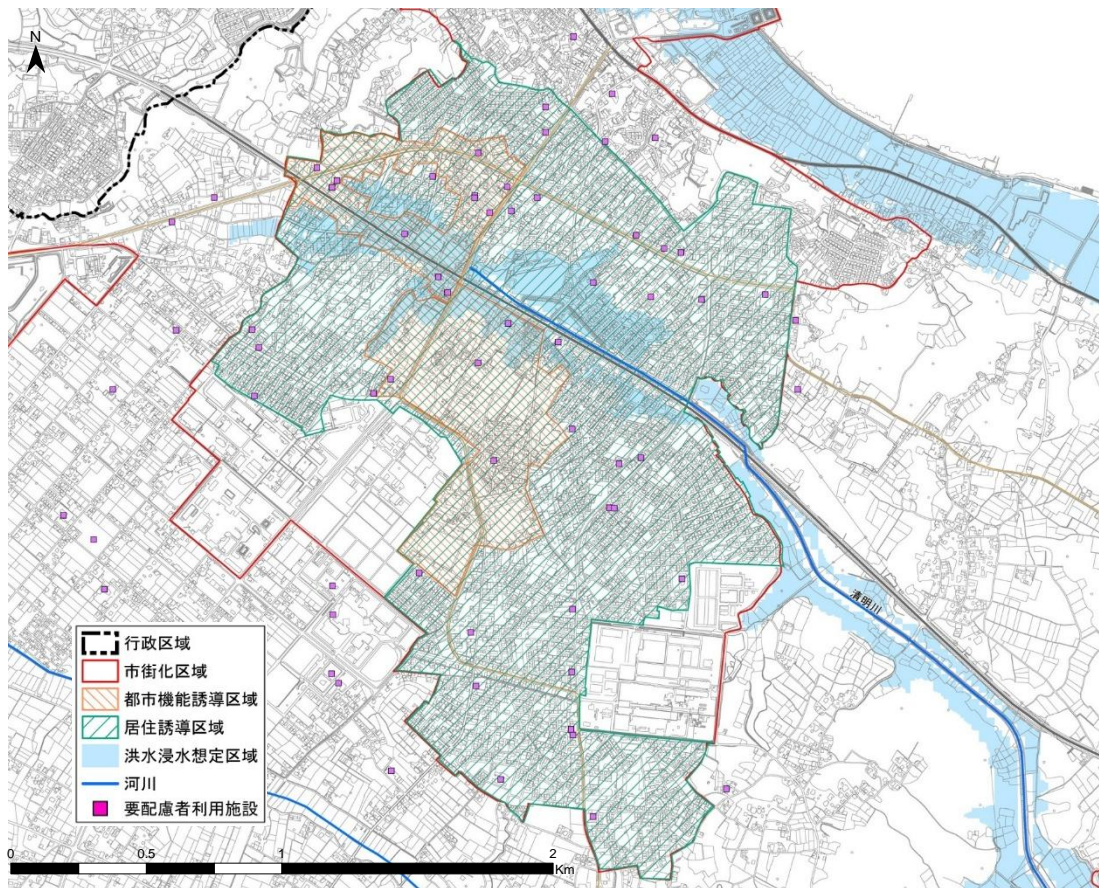 N
清明川
行政区域
市街化区域
都市機能誘導区域
居住誘導区域
洪水浸水想定区域
河川
要配慮者利用施設
0 0.5 1 2
Km